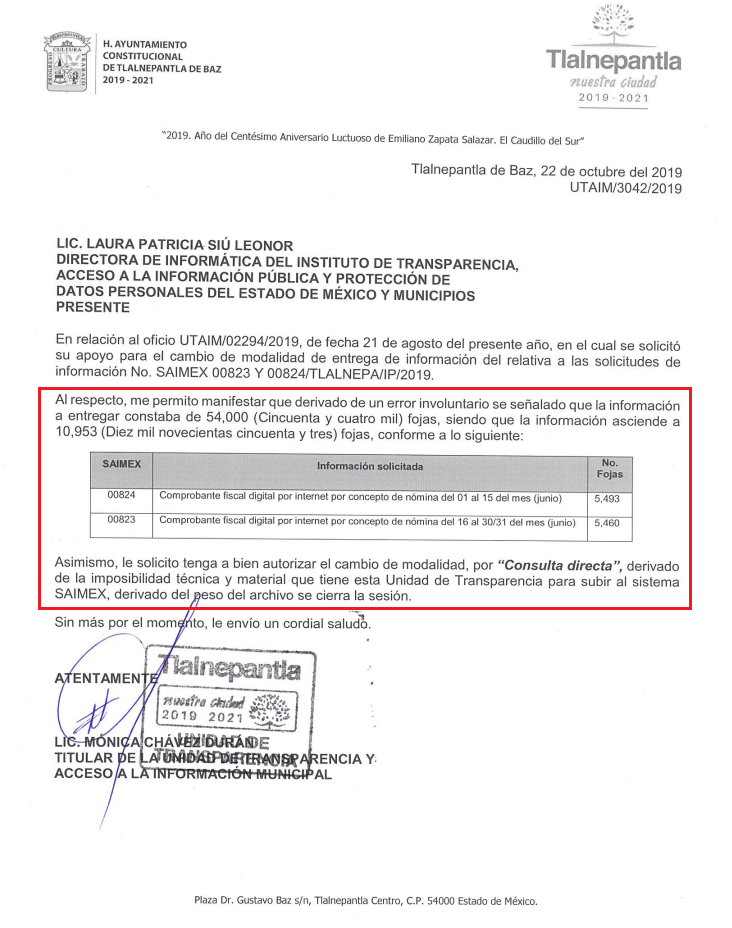 H. AYUNTAMIENTO
CONSTITUCIONAL
DE TLALNEPANTLA DE BAZ
2019 - 2021
CULTURA
PROGRESO
TRABAJO
Tlalnepantla
nuestra ciudad
2019 - 2021
"2019. Año del Centésimo Aniversario Luctuoso de Emiliano Zapata Salazar. El Caudillo del Sur"
Tlalnepantla de Baz, 22 de octubre del 2019
UTAIM/3042/2019
LIC. LAURA PATRICIA SIÚ LEONOR
DIRECTORA DE INFORMÁTICA DEL INSTITUTO DE TRANSPARENCIA,
ACCESO A LA INFORMACIÓN PÚBLICA Y PROTECCIÓN DE
DATOS PERSONALES DEL ESTADO DE MÉXICO Y MUNICIPIOS
PRESENTE
En relación al oficio UTAIM/02294/2019, de fecha 21 de agosto del presente año, en el cual se solicitó
su apoyo para el cambio de modalidad de entrega de información del relativa a las solicitudes de
información No. SAIMEX 00823 Y 00824/TLALNEPA/IP/2019.
Al respecto, me permito manifestar que derivado de un error involuntario se señalado que la información
a entregar constaba de 54,000 (Cincuenta y cuatro mil) fojas, siendo que la información asciende a
10,953 (Diez mil novecientas cincuenta y tres) fojas, conforme a lo siguiente:
SAIMEX Información solicitada No. Fojas
00824 Comprobante fiscal digital por internet por concepto de nómina del 01 al 15 del mes (junio) 5,493
00823 Comprobante fiscal digital por internet por concepto de nómina del 16 al 30/31 del mes (junio) 5,460
Asimismo, le solicito tenga a bien autorizar el cambio de modalidad, por "Consulta directa", derivado
de la imposibilidad técnica y material que tiene esta Unidad de Transparencia para subir al sistema
SAIMEX, derivado del peso del archivo se cierra la sesión.
Sin más por el momento, le envío un cordial saludo.
ATENTAMENTE
Tlalnepantla
nuestra ciudad
2019 2021
UNIDAD DE
TRANSPARENCIA
LIC. MÓNICA CHÁVEZ DURÁN
TITULAR DE LA UNIDAD DE TRANSPARENCIA Y
ACCESO A LA INFORMACIÓN MUNICIPAL
Plaza Dr. Gustavo Baz s/n, Tlalnepantla Centro, C.P. 54000 Estado de México.